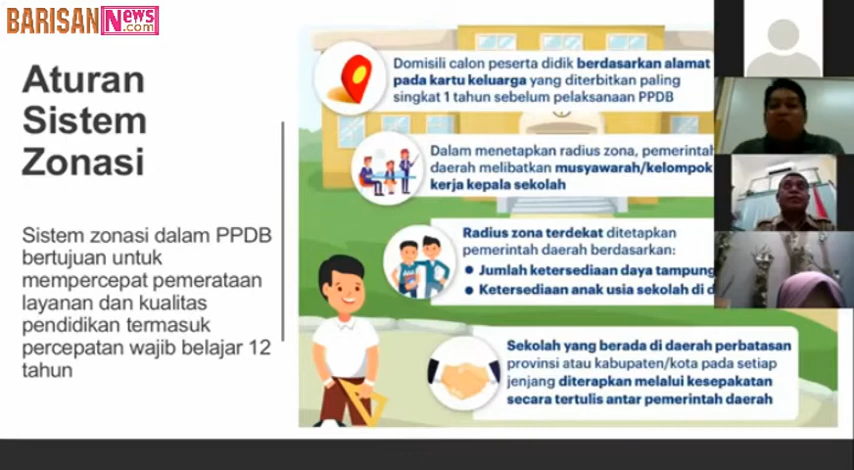 BARISAN NEWS .com
Aturan
Sistem
Zonasi
Sistem zonasi dalam PPDB
bertujuan untuk
mempercepat pemerataan
layanan dan kualitas
pendidikan termasuk
percepatan wajib belajar 12
tahun
Domisili calon peserta didik berdasarkan alamat
pada kartu keluarga yang diterbitkan paling
singkat 1 tahun sebelum pelaksanaan PPDB
Dalam menetapkan radius zona, pemerintah
daerah melibatkan musyawarah/kelompok
kerja kepala sekolah
Radius zona terdekat ditetapkan
pemerintah daerah berdasarkan:
• Jumlah ketersediaan daya tampung
• Ketersediaan anak usia sekolah di d
Sekolah yang berada di daerah perbatasan
provinsi atau kabupaten/kota pada setiap
jenjang diterapkan melalui kesepakatan
secara tertulis antar pemerintah daerah